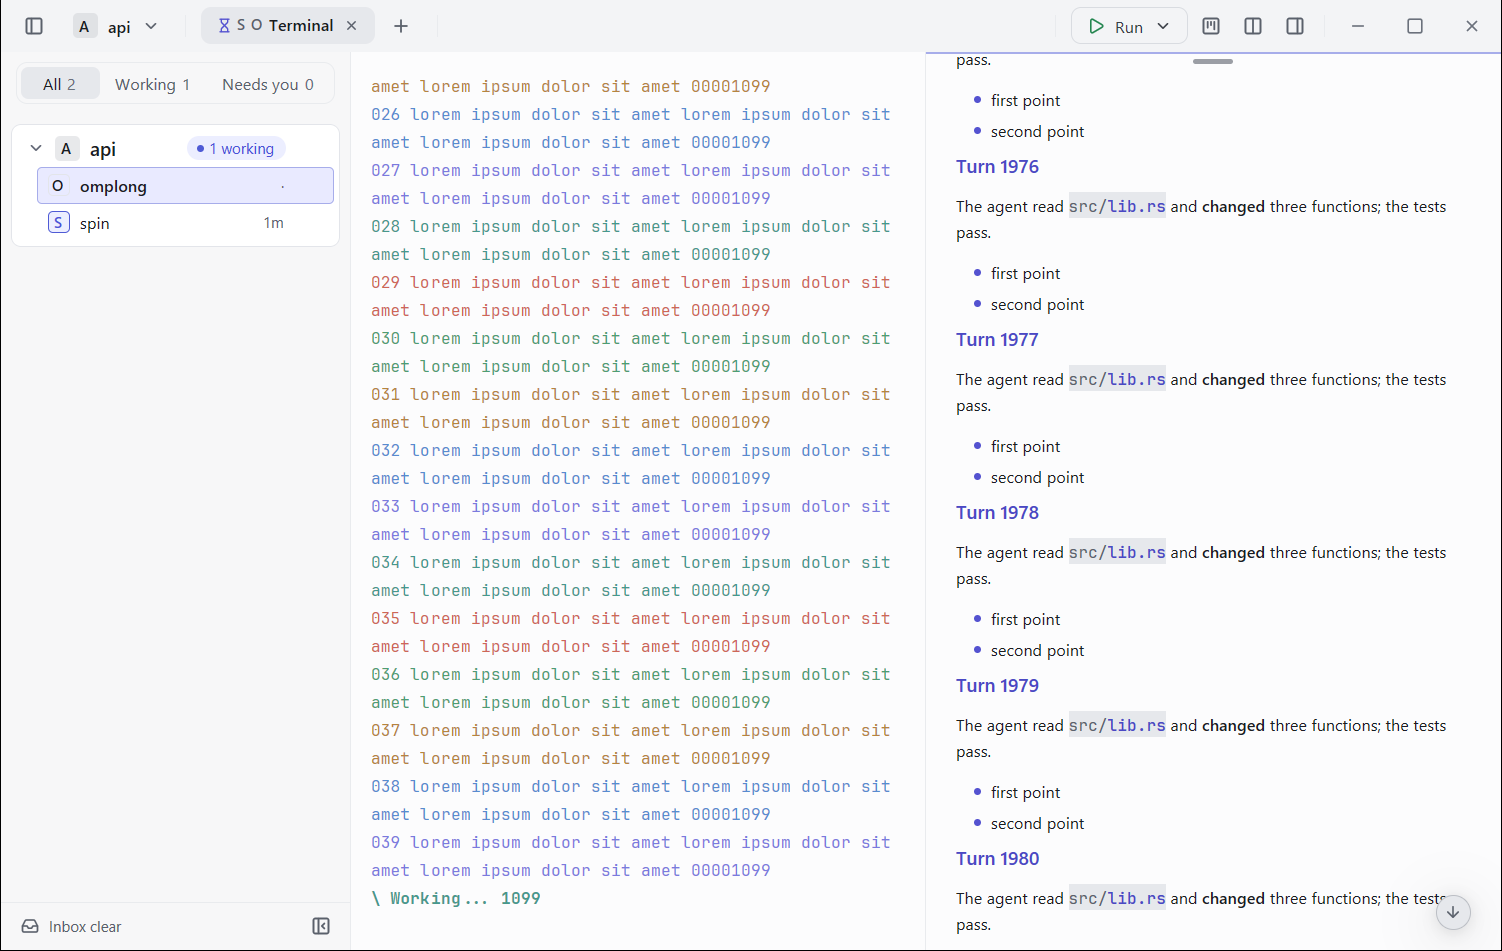 A api
S O Terminal
Run
All 2
Working 1
Needs you 0
A api
1 working
O omplong
S spin
1m
Inbox clear
amet lorem ipsum dolor sit amet 00001099
026 lorem ipsum dolor sit amet lorem ipsum dolor sit
amet lorem ipsum dolor sit amet 00001099
027 lorem ipsum dolor sit amet lorem ipsum dolor sit
amet lorem ipsum dolor sit amet 00001099
028 lorem ipsum dolor sit amet lorem ipsum dolor sit
amet lorem ipsum dolor sit amet 00001099
029 lorem ipsum dolor sit amet lorem ipsum dolor sit
amet lorem ipsum dolor sit amet 00001099
030 lorem ipsum dolor sit amet lorem ipsum dolor sit
amet lorem ipsum dolor sit amet 00001099
031 lorem ipsum dolor sit amet lorem ipsum dolor sit
amet lorem ipsum dolor sit amet 00001099
032 lorem ipsum dolor sit amet lorem ipsum dolor sit
amet lorem ipsum dolor sit amet 00001099
033 lorem ipsum dolor sit amet lorem ipsum dolor sit
amet lorem ipsum dolor sit amet 00001099
034 lorem ipsum dolor sit amet lorem ipsum dolor sit
amet lorem ipsum dolor sit amet 00001099
035 lorem ipsum dolor sit amet lorem ipsum dolor sit
amet lorem ipsum dolor sit amet 00001099
036 lorem ipsum dolor sit amet lorem ipsum dolor sit
amet lorem ipsum dolor sit amet 00001099
037 lorem ipsum dolor sit amet lorem ipsum dolor sit
amet lorem ipsum dolor sit amet 00001099
038 lorem ipsum dolor sit amet lorem ipsum dolor sit
amet lorem ipsum dolor sit amet 00001099
039 lorem ipsum dolor sit amet lorem ipsum dolor sit
amet lorem ipsum dolor sit amet 00001099
\ Working... 1099
pass.
first point
second point
Turn 1976
The agent read src/lib.rs and changed three functions; the tests
pass.
first point
second point
Turn 1977
The agent read src/lib.rs and changed three functions; the tests
pass.
first point
second point
Turn 1978
The agent read src/lib.rs and changed three functions; the tests
pass.
first point
second point
Turn 1979
The agent read src/lib.rs and changed three functions; the tests
pass.
first point
second point
Turn 1980
The agent read src/lib.rs and changed three functions; the tests
pass.